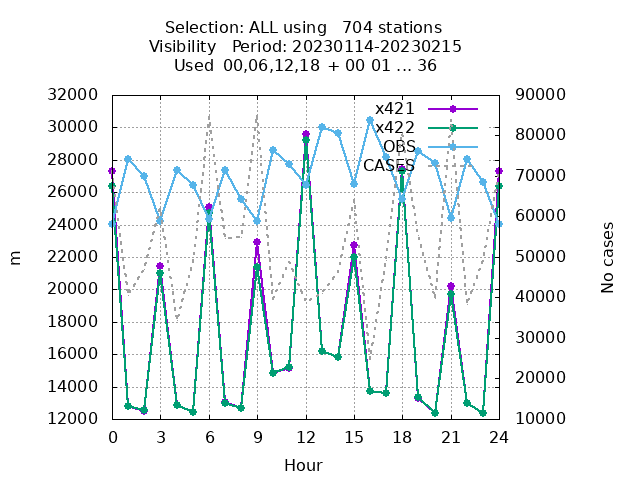 Selection: ALL using   704 stations
Visibility   Period: 20230114-20230215
Used  00,06,12,18 + 00 01 ... 36
32000
30000
28000
26000
24000
22000
20000
18000
16000
14000
12000
90000
80000
70000
60000
50000
40000
30000
20000
10000
x421
x422
OBS
CASES
m
No cases
0 3 6 9 12 15 18 21 24
Hour